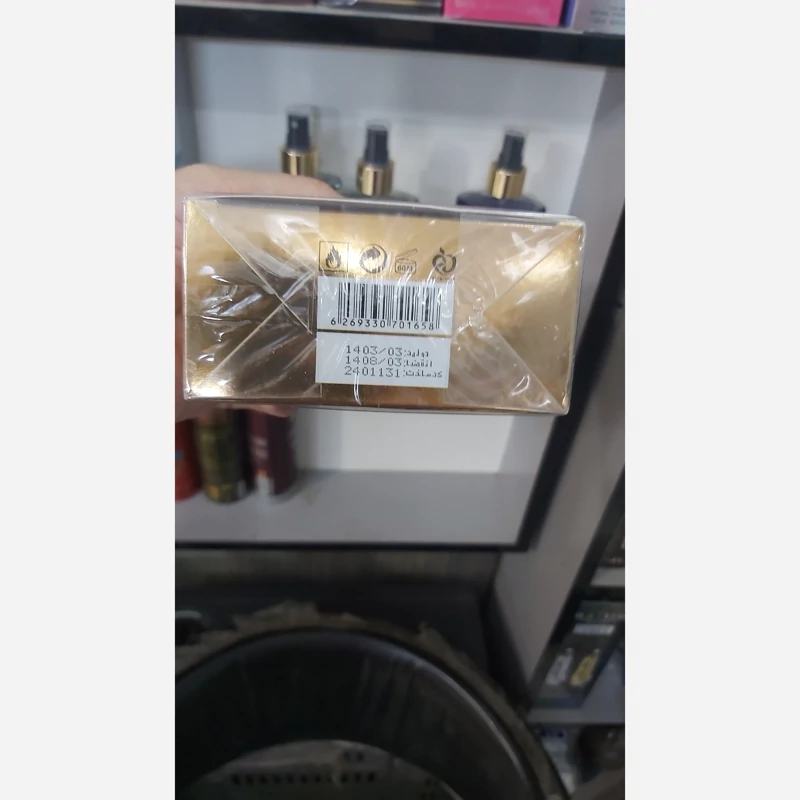 6 269330 701658
تولید: 1403/03
انقضا: 1408/03
کدساخت: 2401131